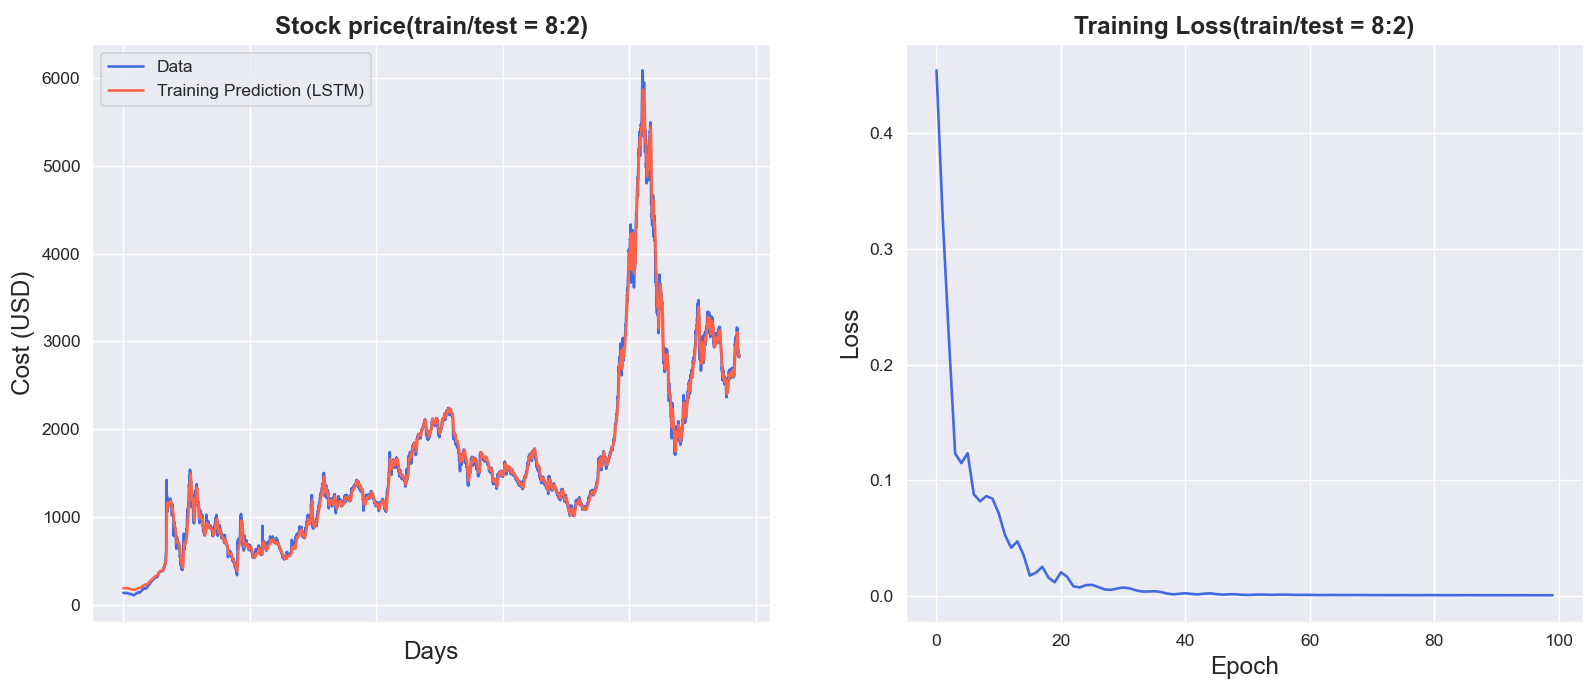 Stock price(train/test = 8:2)
Data
Training Prediction (LSTM)
6000
5000
4000
3000
2000
1000
0
Cost (USD)
Days
Training Loss(train/test = 8:2)
0.4
0.3
0.2
0.1
0.0
Loss
0 20 40 60 80 100
Epoch